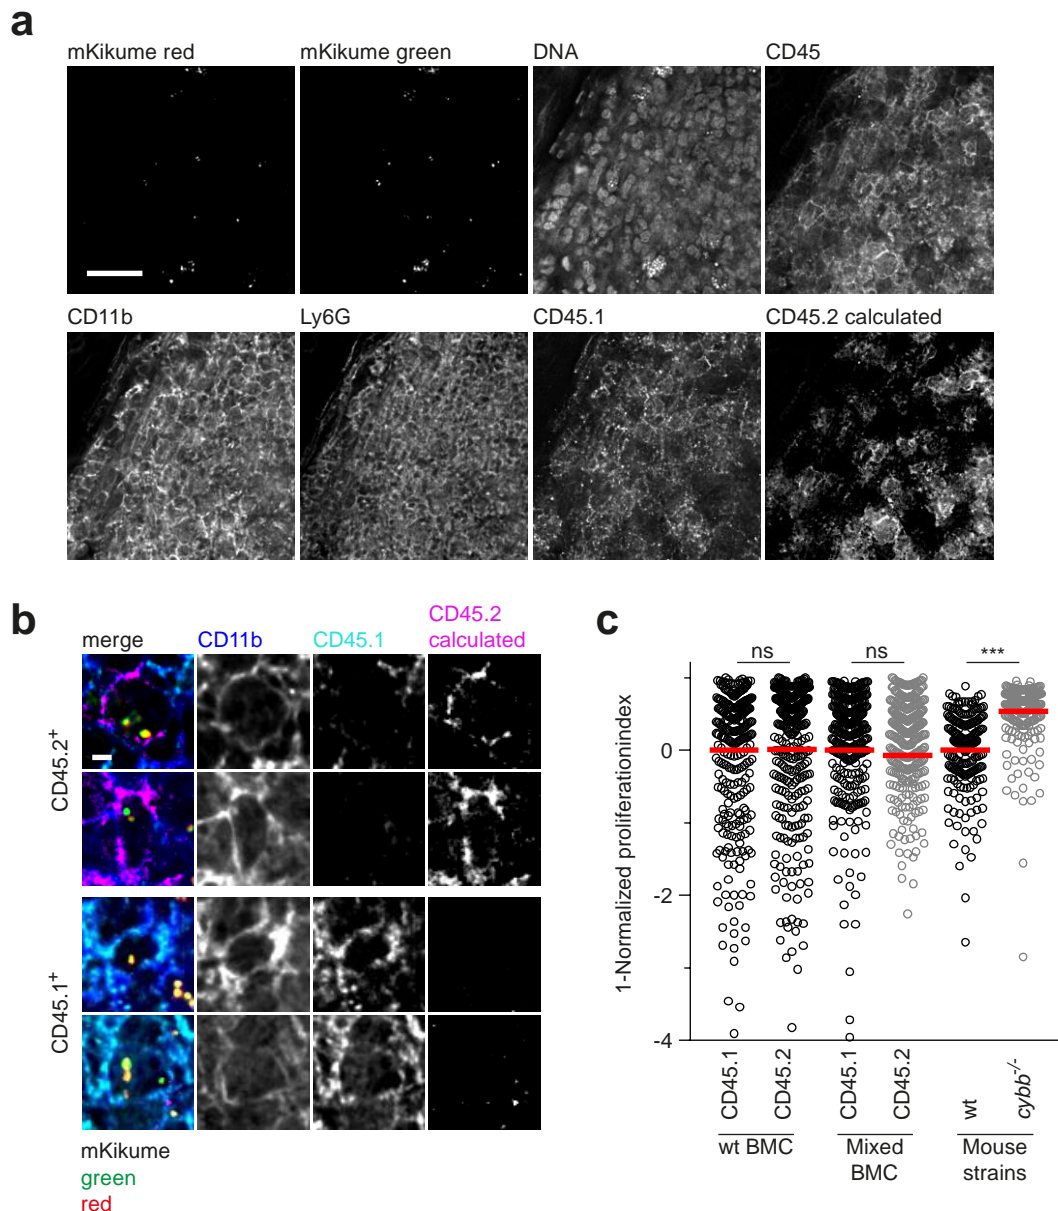 a
mKikume red
mKikume green
DNA
CD45
CD11b
Ly6G
CD45.1
CD45.2 calculated
b
merge
CD11b
CD45.1
CD45.2
calculated
CD45.2⁺
CD45.1⁺
mKikume
green
red
c
ns
ns
***
1-Normalized proliferationindex
0
-2
-4
CD45.1
CD45.2
CD45.1
CD45.2
wt
cybb⁻/⁻
wt BMC
Mixed
BMC
Mouse
strains